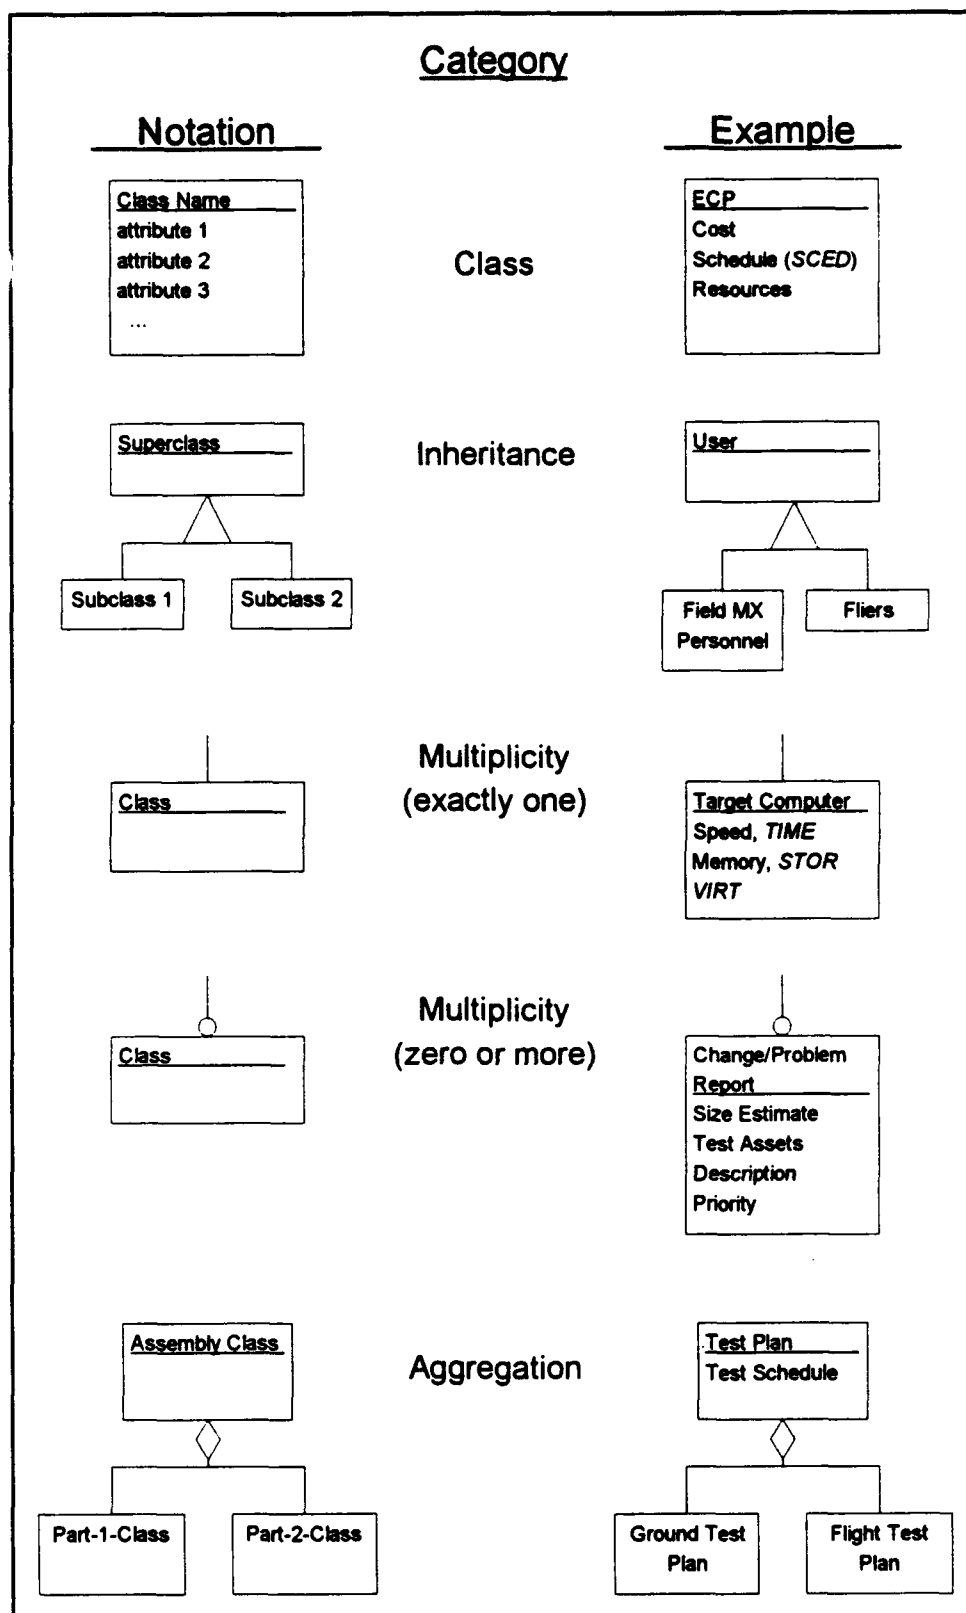 Category
Notation
Example
Class Name
attribute 1
attribute 2
attribute 3
...
Class
ECP
Cost
Schedule (SCED)
Resources
Superclass
Subclass 1
Subclass 2
Inheritance
User
Field MX
Personnel
Fliers
Class
Multiplicity
(exactly one)
Target Computer
Speed, TIME
Memory, STOR
VIRT
Class
Multiplicity
(zero or more)
Change/Problem
Report
Size Estimate
Test Assets
Description
Priority
Assembly Class
Part-1-Class
Part-2-Class
Aggregation
Test Plan
Test Schedule
Ground Test
Plan
Flight Test
Plan